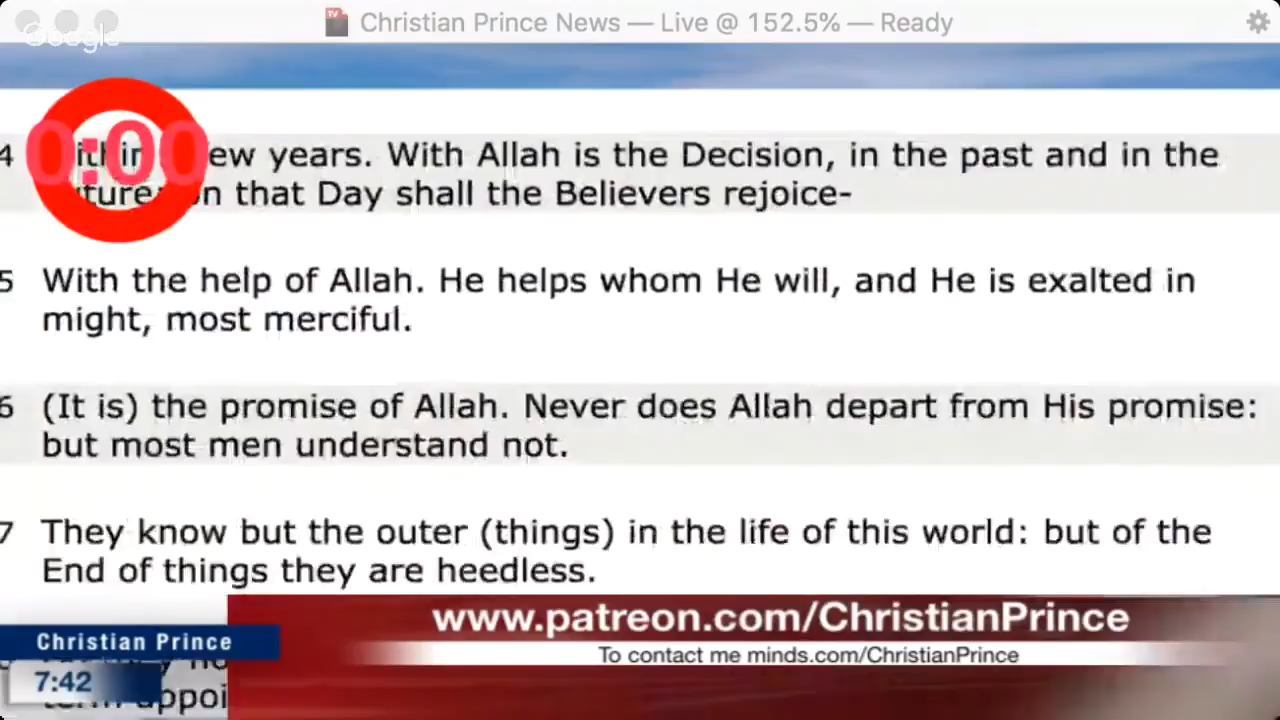 Christian Prince News — Live @ 152.5% — Ready
Google
0:00
4 ew years. With Allah is the Decision, in the past and in the
on that Day shall the Believers rejoice-
5 With the help of Allah. He helps whom He will, and He is exalted in
might, most merciful.
6 (It is) the promise of Allah. Never does Allah depart from His promise:
but most men understand not.
7 They know but the outer (things) in the life of this world: but of the
End of things they are heedless.
www.patreon.com/ChristianPrince
Christian Prince
To contact me minds.com/ChristianPrince
7:42